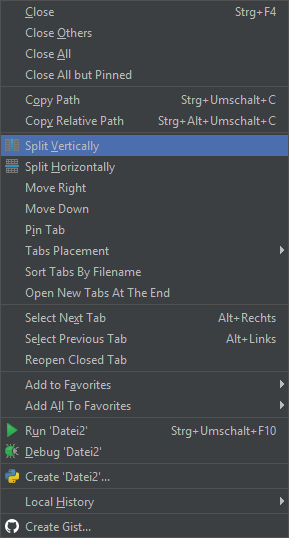 Close Strg+F4
Close Others
Close All
Close All but Pinned
Copy Path Strg+Umschalt+C
Copy Relative Path Strg+Alt+Umschalt+C
Split Vertically
Split Horizontally
Move Right
Move Down
Pin Tab
Tabs Placement
Sort Tabs By Filename
Open New Tabs At The End
Select Next Tab Alt+Rechts
Select Previous Tab Alt+Links
Reopen Closed Tab
Add to Favorites
Add All To Favorites
Run 'Datei2' Strg+Umschalt+F10
Debug 'Datei2'
Create 'Datei2'...
Local History
Create Gist...